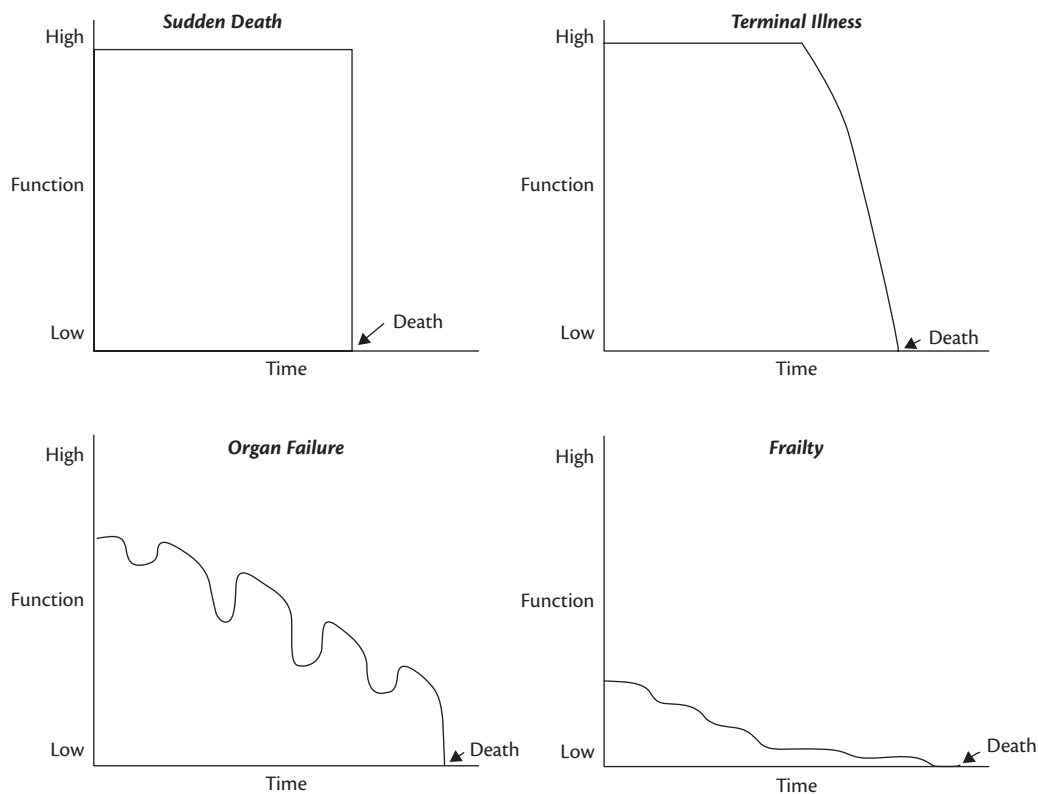 Sudden Death
High
Function
Low
Death
Time
Terminal Illness
High
Function
Low
Death
Time
Organ Failure
High
Function
Low
Death
Time
Frailty
High
Function
Low
Death
Time